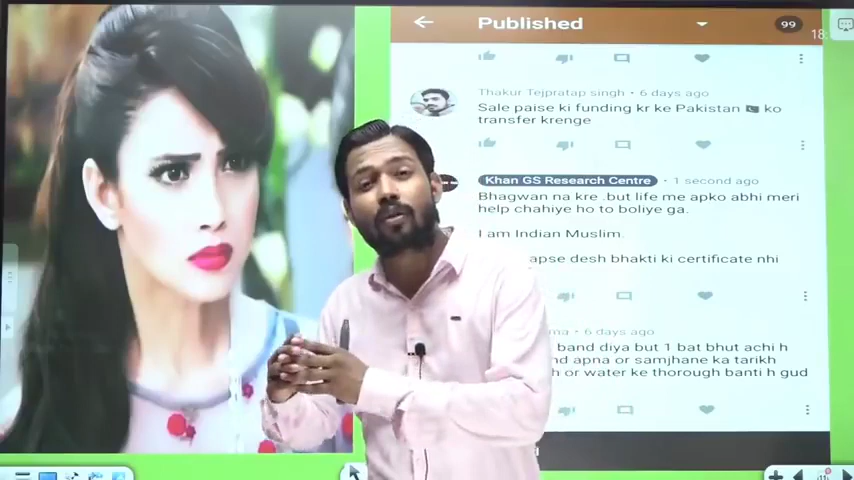 Published
99
18:
Thakur Tejpratap singh • 6 days ago
Sale paise ki funding kr ke Pakistan 🇵🇰 ko
transfer krenge
Khan GS Research Centre • 1 second ago
Bhagwan na kre .but life me apko abhi meri
help chahiye ho to boliye ga.
I am Indian Muslim.
apse desh bhakti ki certificate nhi
6 days ago
band diya but 1 bat bhut achi h
apna or samjhane ka tarikh
h or water ke thorough banti h gud